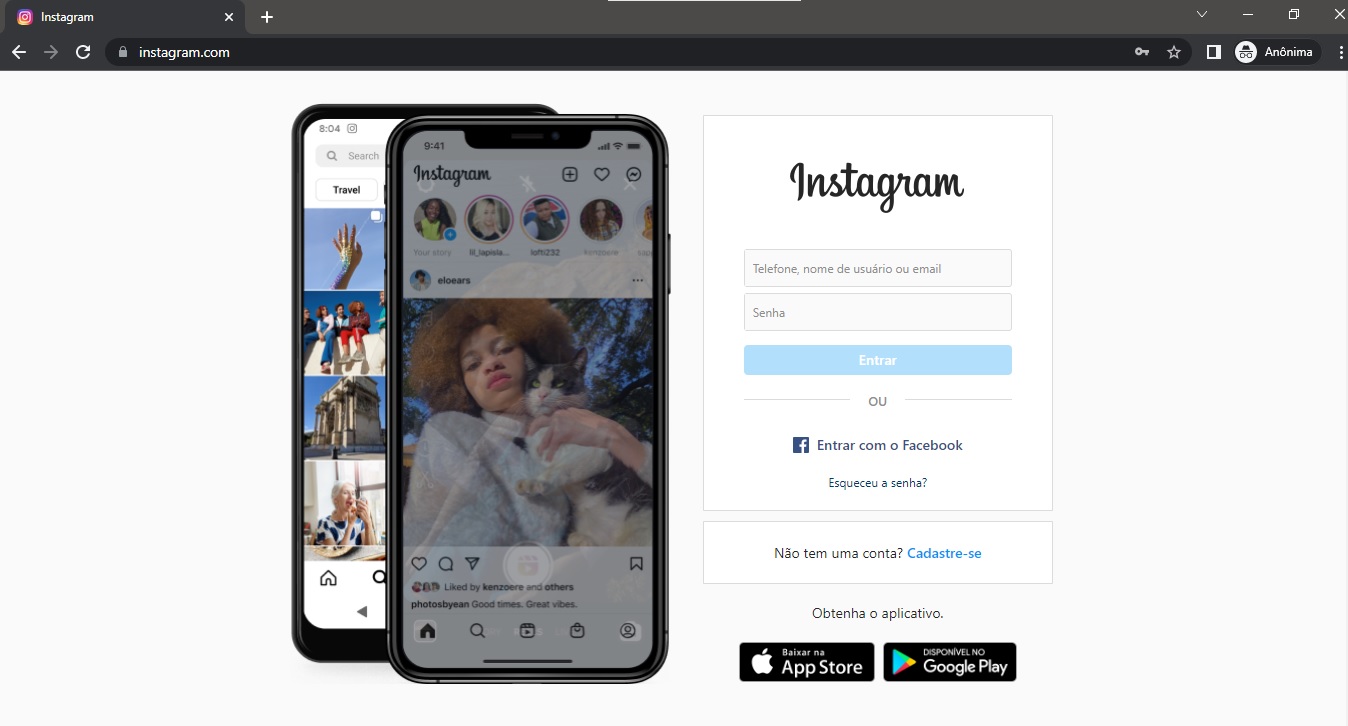 Instagram
instagram.com
Anônima
8:04
Search
Travel
9:41
Instagram
Your story
lil_lapisla...
lofti232
kenzoere
eloears
Liked by kenzoere and others
photosbyean Good times. Great vibes.
Instagram
Telefone, nome de usuário ou email
Senha
Entrar
OU
Entrar com o Facebook
Esqueceu a senha?
Não tem uma conta? Cadastre-se
Obtenha o aplicativo.
Baixar na
App Store
DISPONÍVEL NO
Google Play